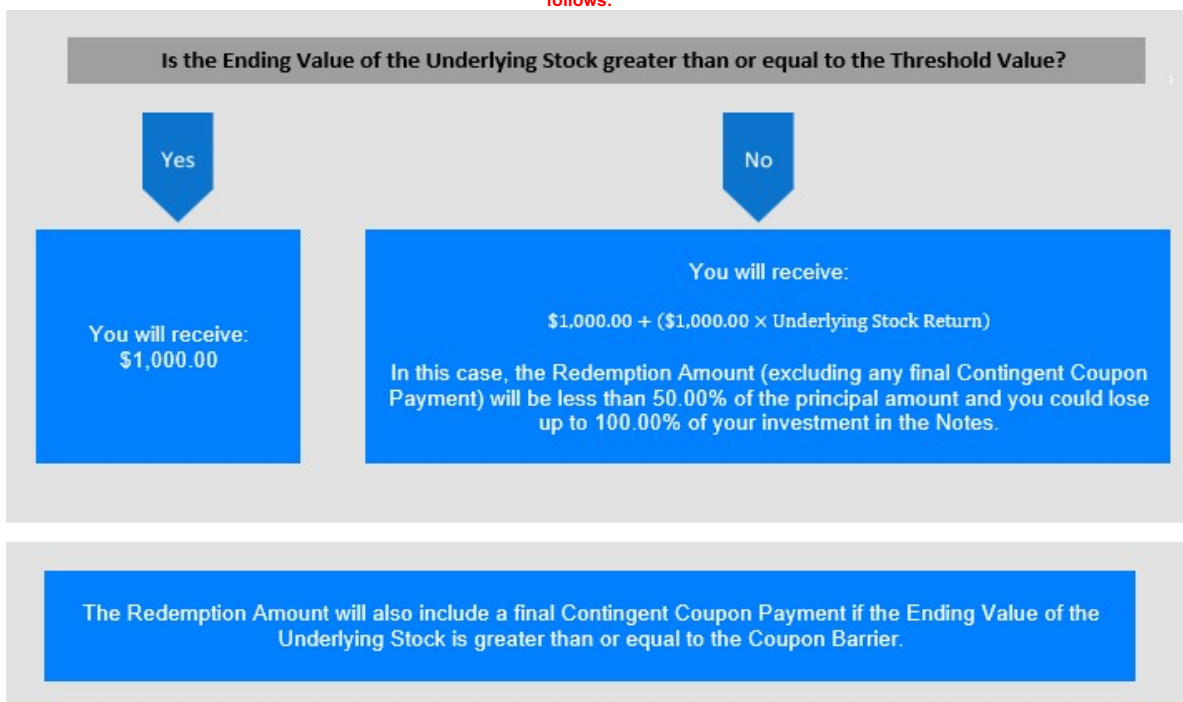 follows:
Is the Ending Value of the Underlying Stock greater than or equal to the Threshold Value?
Yes
No
You will receive:
$1,000.00
You will receive:
$1,000.00 + ($1,000.00 × Underlying Stock Return)
In this case, the Redemption Amount (excluding any final Contingent Coupon
Payment) will be less than 50.00% of the principal amount and you could lose
up to 100.00% of your investment in the Notes.
The Redemption Amount will also include a final Contingent Coupon Payment if the Ending Value of the
Underlying Stock is greater than or equal to the Coupon Barrier.